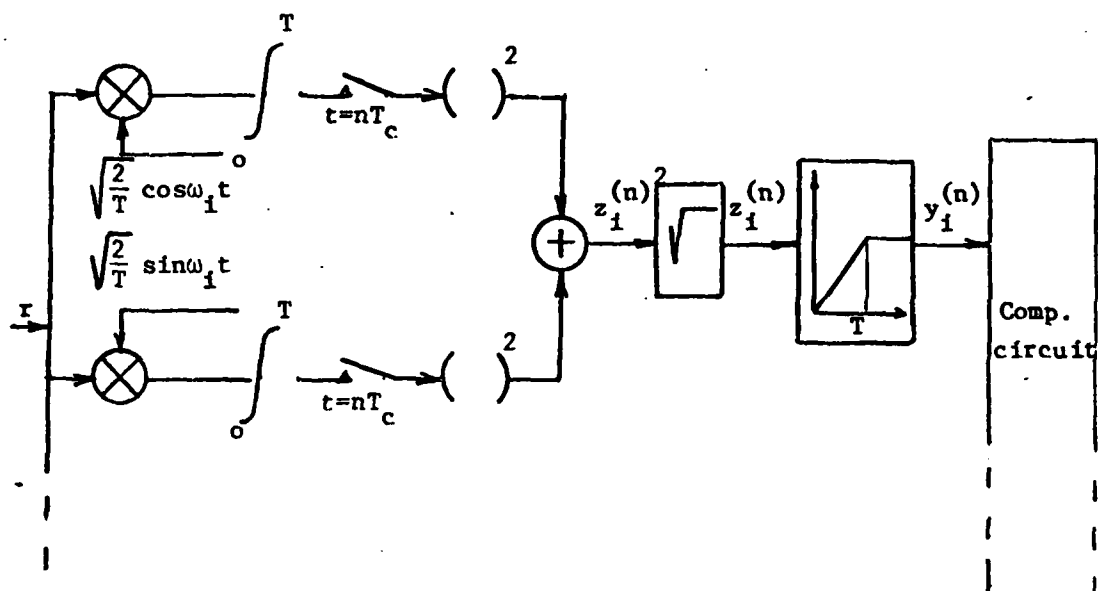 T
( )²
t=nT_c
o
√(2/T) cosω_i t
√(2/T) sinω_i t
r
T
( )²
t=nT_c
o
+
z_i^(n)2
√
z_i^(n)
T
y_i^(n)
Comp.
circuit